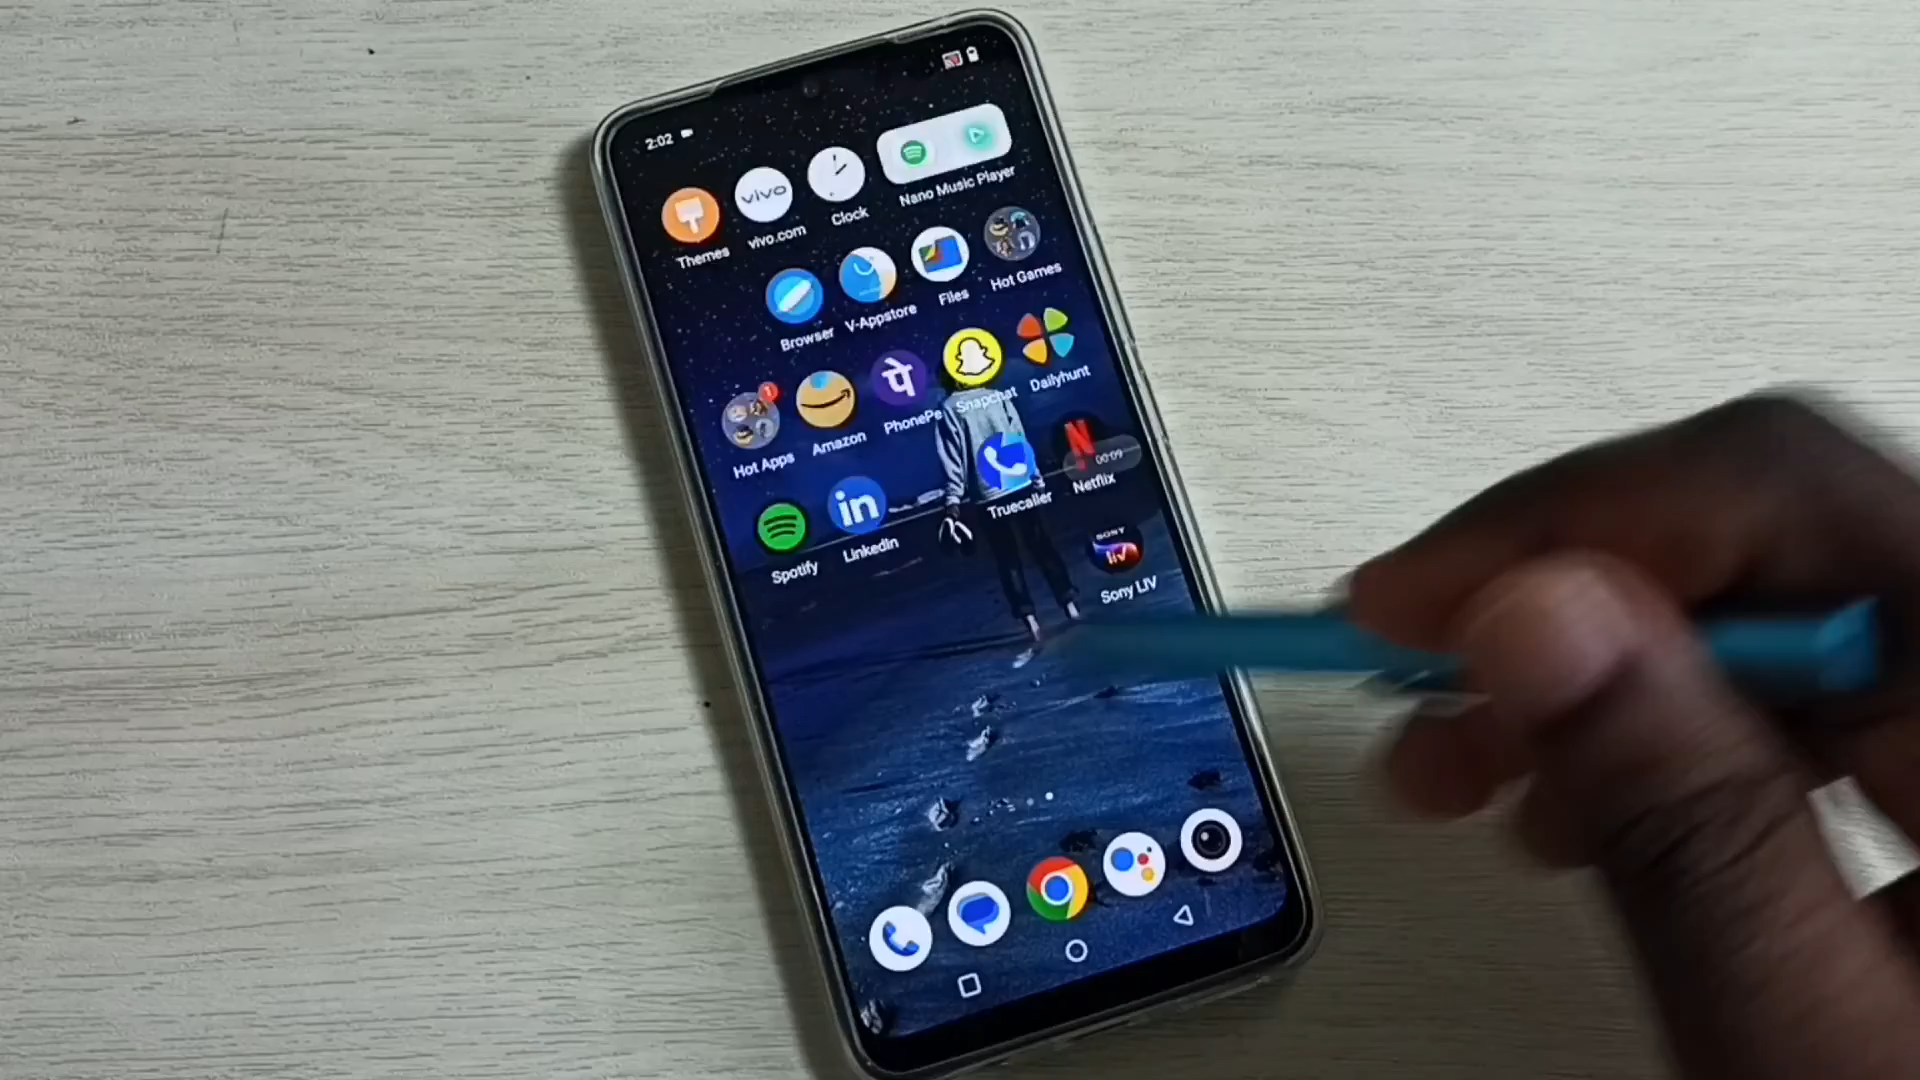 2:02
vivo
Themes
vivo.com
Clock
Nano Music Player
Browser
V-Appstore
Files
Hot Games
1
Hot Apps
Amazon
पे
PhonePe
Snapchat
Dailyhunt
in
N
00:09
Spotify
LinkedIn
Truecaller
Netflix
SONY
liv
Sony LIV